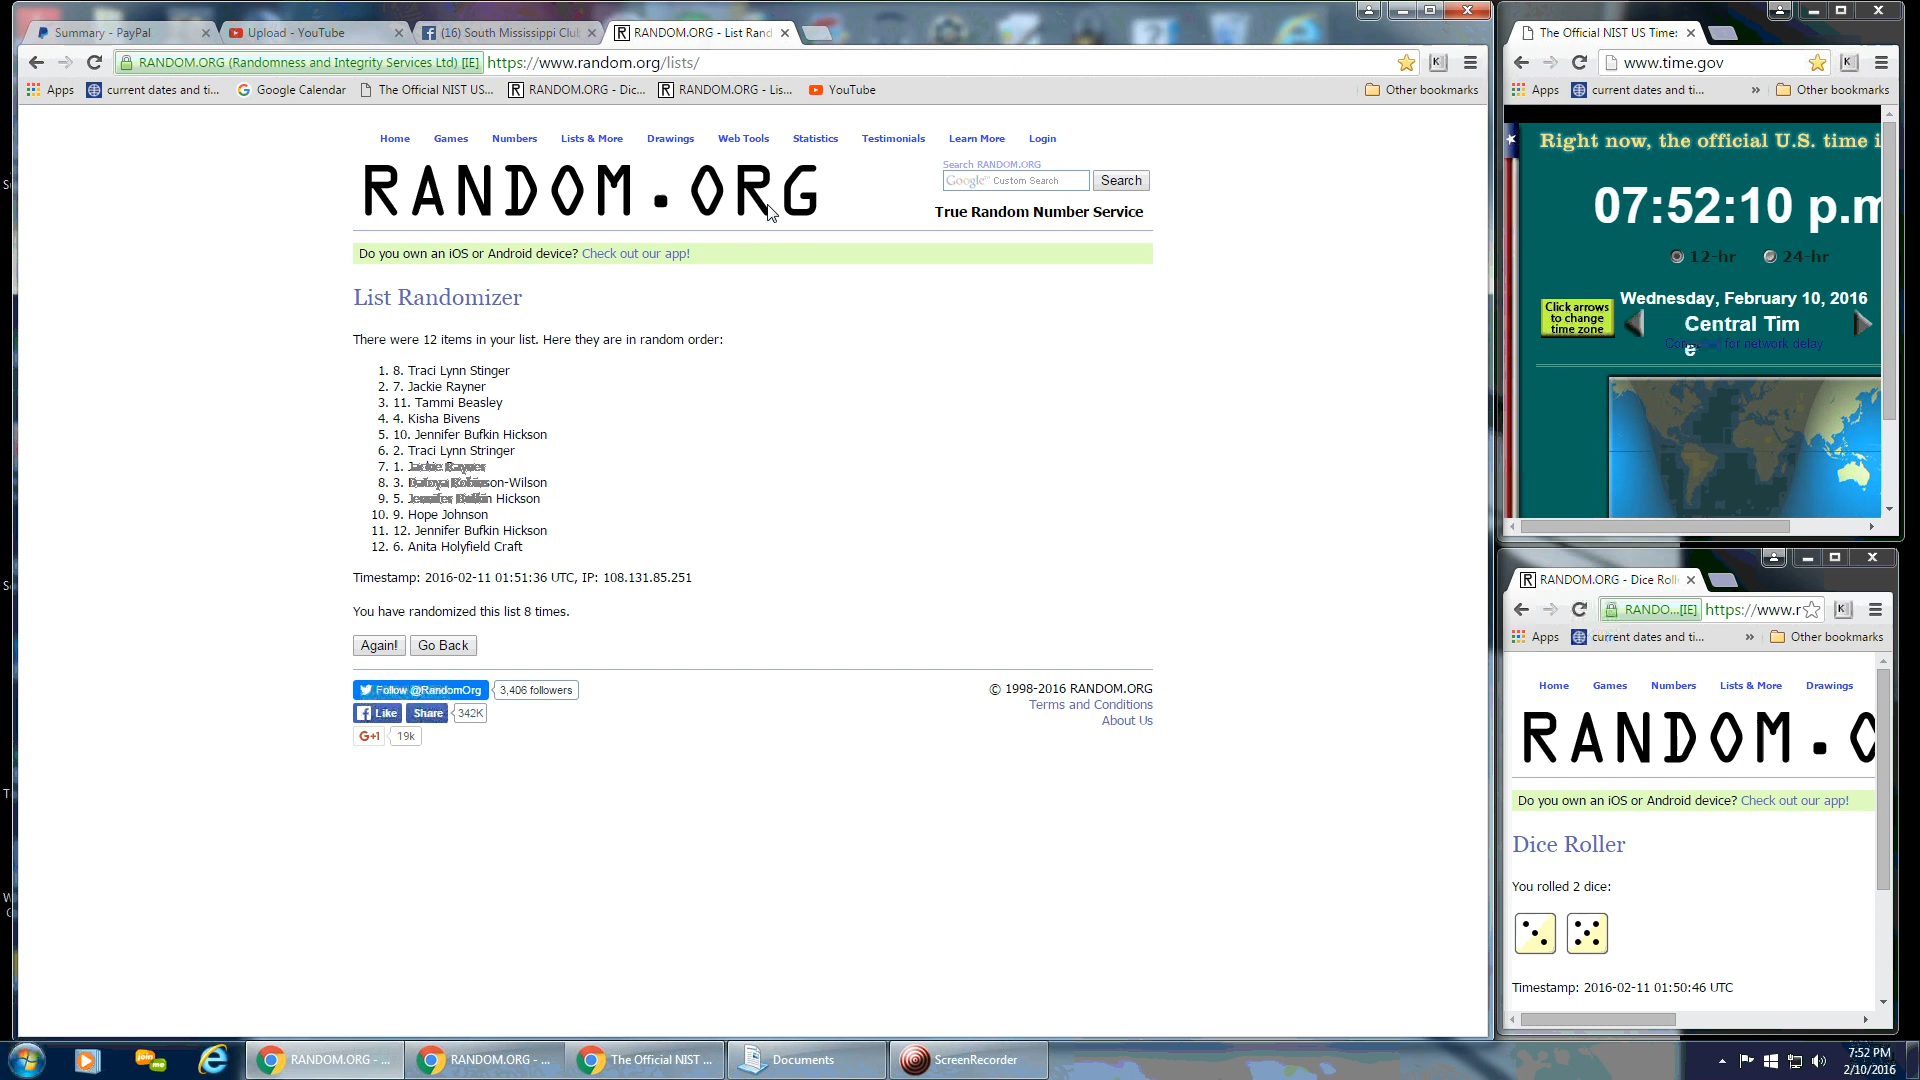 Summary - PayPal
Upload - YouTube
(16) South Mississippi Clu
RANDOM.ORG - List Rand
RANDOM.ORG (Randomness and Integrity Services Ltd) [IE] https://www.random.org/lists/
Apps current dates and ti... Google Calendar The Official NIST US... RANDOM.ORG - Dic... RANDOM.ORG - Lis... YouTube Other bookmarks
Home Games Numbers Lists & More Drawings Web Tools Statistics Testimonials Learn More Login
RANDOM.ORG
Search RANDOM.ORG
Google™ Custom Search Search
True Random Number Service
Do you own an iOS or Android device? Check out our app!
List Randomizer
There were 12 items in your list. Here they are in random order:
1. 8. Traci Lynn Stinger
2. 7. Jackie Rayner
3. 11. Tammi Beasley
4. 4. Kisha Bivens
5. 10. Jennifer Bufkin Hickson
6. 2. Traci Lynn Stringer
7. 1. Jackie Rayner
8. 3. Robinson-Wilson
9. 5. Jennifer Bufkin Hickson
10. 9. Hope Johnson
11. 12. Jennifer Bufkin Hickson
12. 6. Anita Holyfield Craft
Timestamp: 2016-02-11 01:51:36 UTC, IP: 108.131.85.251
You have randomized this list 8 times.
Again! Go Back
Follow @RandomOrg 3,406 followers
Like Share 342K
G+1 19k
© 1998-2016 RANDOM.ORG
Terms and Conditions
About Us
The Official NIST US Time:
www.time.gov
Apps current dates and ti... » Other bookmarks
Right now, the official U.S. time i
07:52:10 p.m
12-hr 24-hr
Click arrows
to change
time zone
Wednesday, February 10, 2016
Central Tim
e
for network delay
RANDOM.ORG - Dice Roll
RANDO...[IE] https://www.r
Apps current dates and ti... » Other bookmarks
Home Games Numbers Lists & More Drawings
RANDOM.O
Do you own an iOS or Android device? Check out our app!
Dice Roller
You rolled 2 dice:
Timestamp: 2016-02-11 01:50:46 UTC
RANDOM.ORG - ...
RANDOM.ORG - ...
The Official NIST ...
Documents
ScreenRecorder
7:52 PM
2/10/2016